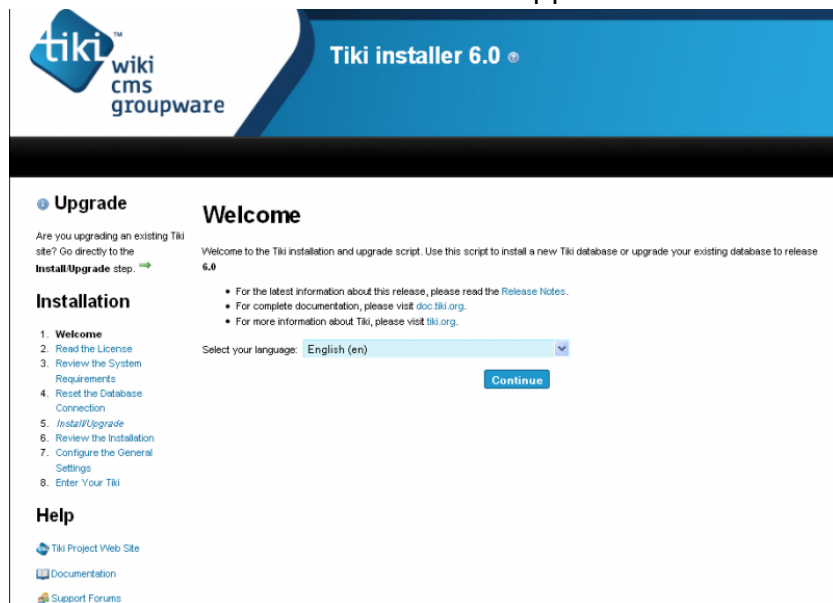 tiki™
wiki
cms
groupware
Tiki installer 6.0
Upgrade
Are you upgrading an existing Tiki
site? Go directly to the
Install/Upgrade step.
Installation
1. Welcome
2. Read the License
3. Review the System
Requirements
4. Reset the Database
Connection
5. Install/Upgrade
6. Review the Installation
7. Configure the General
Settings
8. Enter Your Tiki
Help
Tiki Project Web Site
Documentation
Support Forums
Welcome
Welcome to the Tiki installation and upgrade script. Use this script to install a new Tiki database or upgrade your existing database to release
6.0
• For the latest information about this release, please read the Release Notes.
• For complete documentation, please visit doc.tiki.org.
• For more information about Tiki, please visit tiki.org.
Select your language: English (en)
Continue